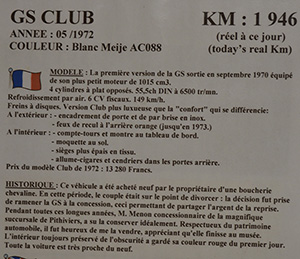 GS CLUB KM : 1 946
ANNEE : 05 /1972 (réel à ce jour)
COULEUR : Blanc Meije AC088 (today's real Km)
MODELE : La première version de la GS sortie en septembre 1970 équipé
de son plus petit moteur de 1015 cm3.
4 cylindres à plat opposés. 55,5ch DIN à 6500 tr/mn.
Refroidissement par air. 6 CV fiscaux. 149 km/h.
Freins à disques. Version Club plus luxueuse que la "confort" qui se différencie:
A l'extérieur : - encadrement de porte et de pare brise en inox.
- feux de recul à l'arrière orange (jusqu'en 1973.)
A l'intérieur : - compte-tours et montre au tableau de bord.
- moquette au sol.
- sièges plus épais en tissu.
- allume-cigares et cendriers dans les portes arrière.
Prix du modèle Club de 1972 : 13 280 Francs.
HISTORIQUE : Ce véhicule a été acheté neuf par le propriétaire d'une boucherie
chevaline. En cette période, le couple était sur le point de divorcer : la décision fut prise
de ramener la GS à la concession, ceci permettant de partager l'argent de la reprise.
Pendant toutes ces longues années, M. Menon concessionnaire de la magnifique
succursale de Pithiviers, a su la conserver idéalement. Respectueux du patrimoine
automobile, il fut heureux de me la vendre, appréciant qu'elle finisse au musée.
L'intérieur toujours préservé de l'obscurité a gardé sa couleur rouge du premier jour.
Toute la voiture est très proche du neuf.